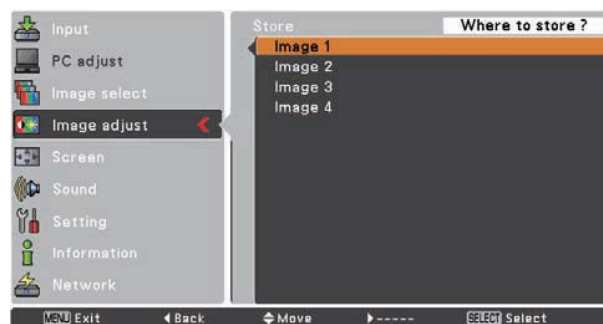 Input
PC adjust
Image select
Image adjust
Screen
Sound
Setting
Information
Network
Store
Where to store ?
Image 1
Image 2
Image 3
Image 4
MENU Exit
Back
Move
-----
SELECT Select